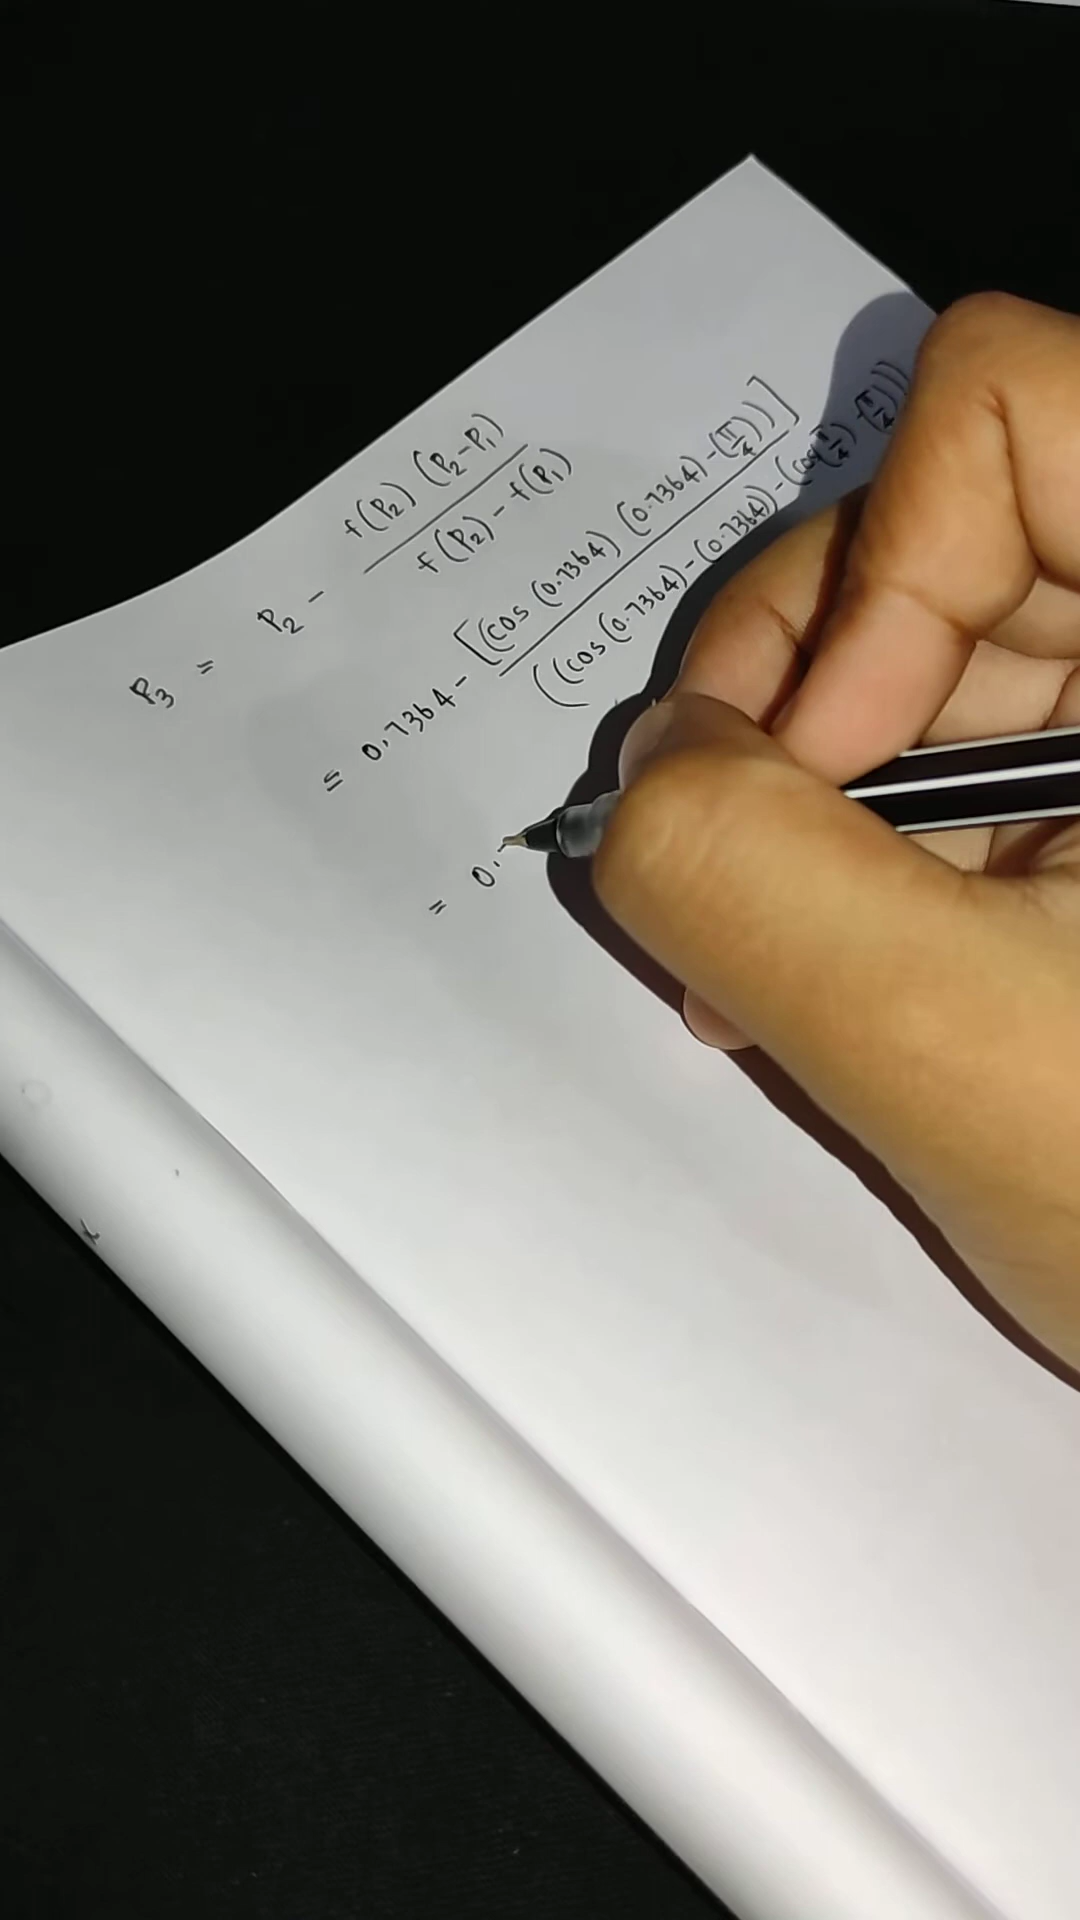 P₃ = P₂ - f(P₂) (P₂-P₁) / f(P₂) - f(P₁)
= 0.7364 - [(cos (0.7364) (0.7364) - (π/4))] / ((cos (0.7364) - (0.7364) - (cos(π/4) - (π/4)))
= 0.